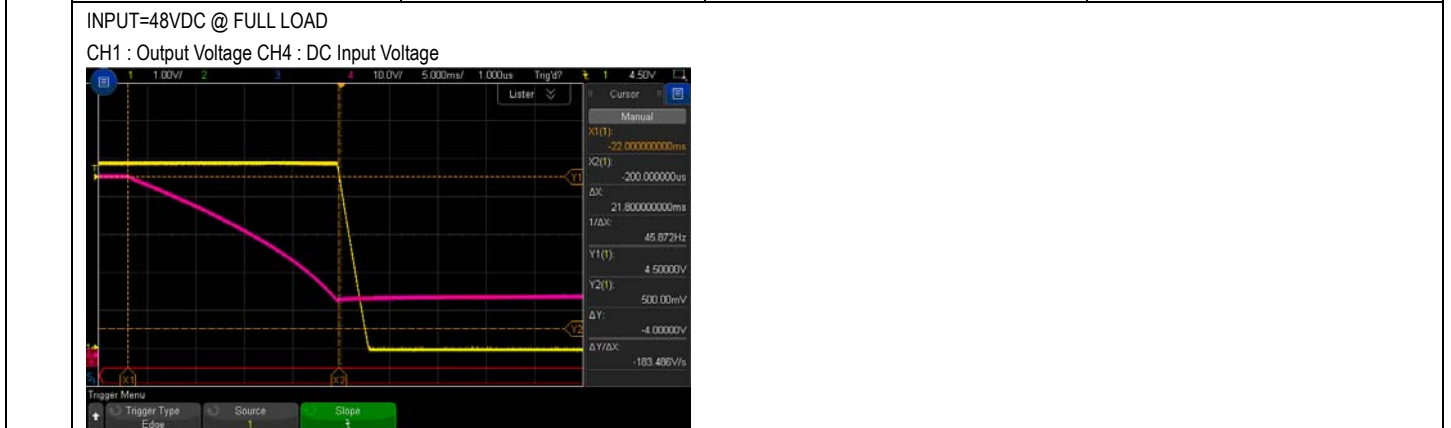 INPUT=48VDC @ FULL LOAD
CH1 : Output Voltage CH4 : DC Input Voltage
1 1.00V/ 2 3 4 10.0V/ 5.000ms/ 1.000us Trig'd? 1 4.50V
Lister
Cursor
Manual
X1(1):
-22.000000000ms
X2(1):
-200.000000us
ΔX:
21.800000000ms
1/ΔX:
45.872Hz
Y1(1):
4.50000V
Y2(1):
500.00mV
ΔY:
-4.00000V
ΔY/ΔX:
-183.486V/s
T
Y1
Y2
X1
X2
Trigger Menu
Trigger Type
Edge
Source
1
Slope